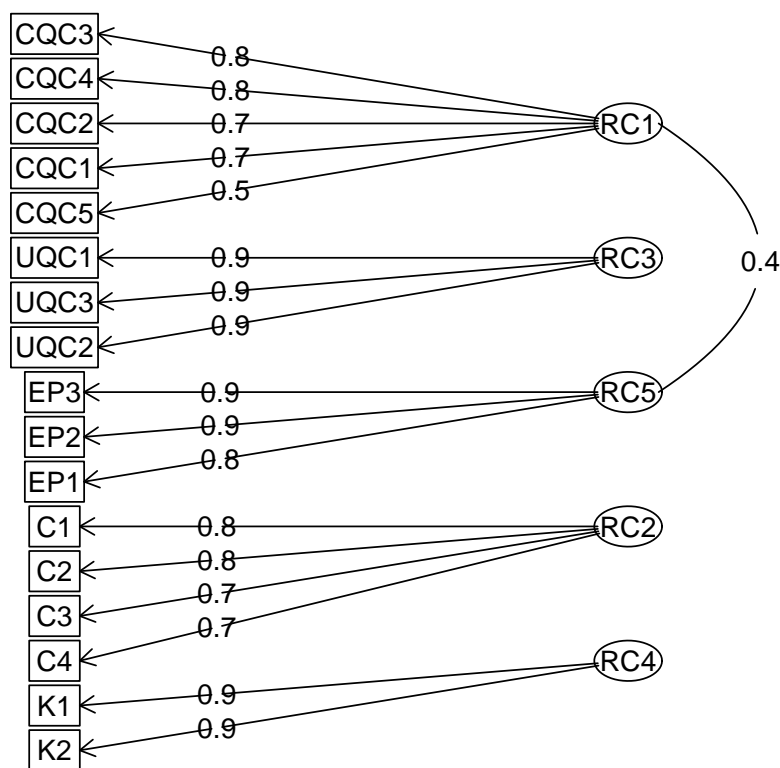 CQC3
0.8
CQC4
0.8
CQC2
0.7
RC1
CQC1
0.7
CQC5
0.5
UQC1
0.9
RC3
0.4
UQC3
0.9
UQC2
0.9
EP3
0.9
RC5
EP2
0.9
EP1
0.8
C1
0.8
RC2
C2
0.8
C3
0.7
C4
0.7
RC4
K1
0.9
K2
0.9